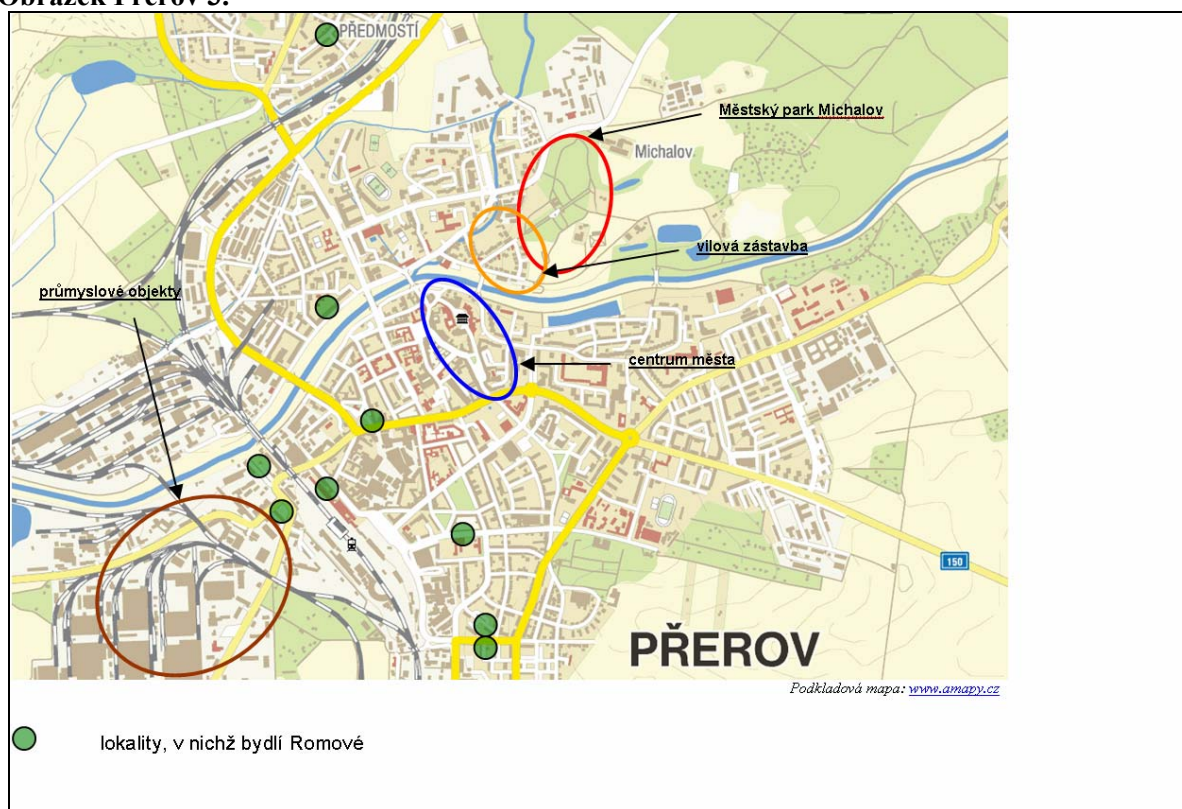 Obrázek Přerov 3:
PŘEDMOSTÍ
Městský park Michalov
Michalov
vilová zástavba
průmyslové objekty
centrum města
150
PŘEROV
Podkladová mapa: www.amapy.cz
lokality, v nichž bydlí Romové